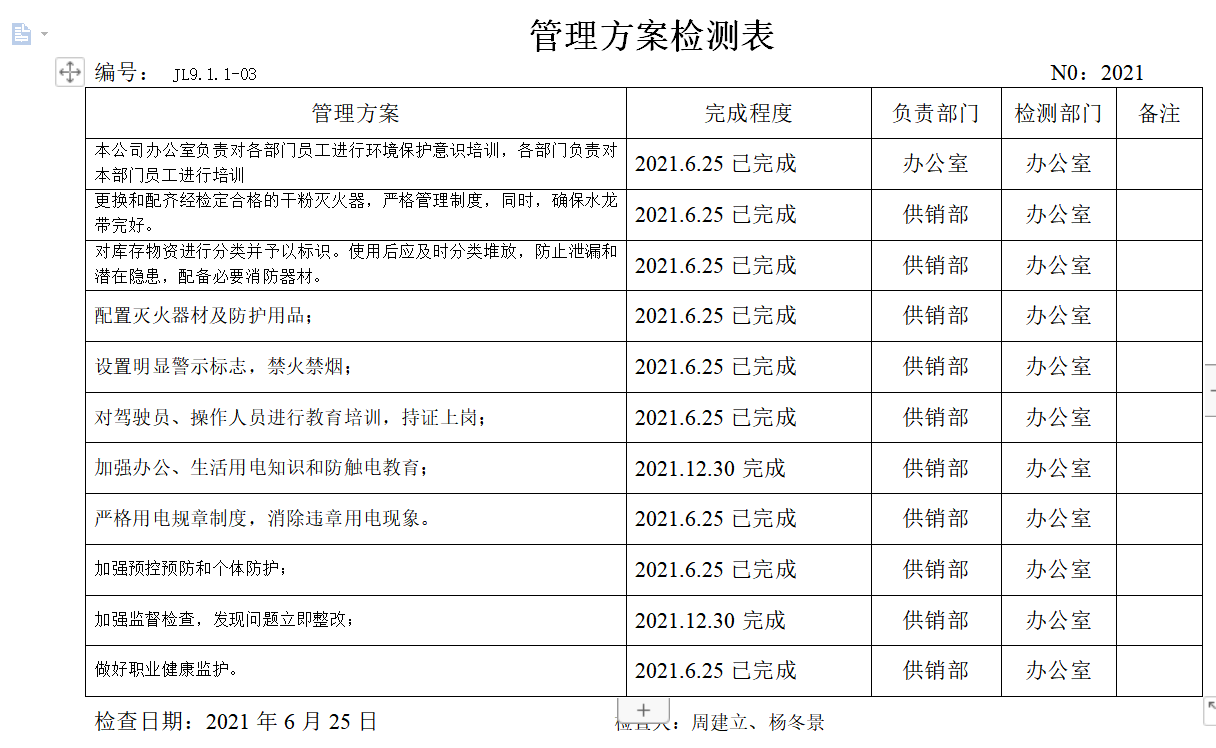 管理方案检测表
编号： JL9.1.1-03 N0：2021
管理方案 完成程度 负责部门 检测部门 备注
本公司办公室负责对各部门员工进行环境保护意识培训，各部门负责对
本部门员工进行培训
2021.6.25 已完成 办公室 办公室
更换和配齐经检定合格的干粉灭火器，严格管理制度，同时，确保水龙
带完好。
2021.6.25 已完成 供销部 办公室
对库存物资进行分类并予以标识。使用后应及时分类堆放，防止泄漏和
潜在隐患，配备必要消防器材。
2021.6.25 已完成 供销部 办公室
配置灭火器材及防护用品； 2021.6.25 已完成 供销部 办公室
设置明显警示标志，禁火禁烟； 2021.6.25 已完成 供销部 办公室
对驾驶员、操作人员进行教育培训，持证上岗； 2021.6.25 已完成 供销部 办公室
加强办公、生活用电知识和防触电教育； 2021.12.30 完成 供销部 办公室
严格用电规章制度，消除违章用电现象。 2021.6.25 已完成 供销部 办公室
加强预控预防和个体防护； 2021.6.25 已完成 供销部 办公室
加强监督检查，发现问题立即整改； 2021.12.30 完成 供销部 办公室
做好职业健康监护。 2021.6.25 已完成 供销部 办公室
检查日期：2021 年 6 月 25 日 检查人：周建立、杨冬景